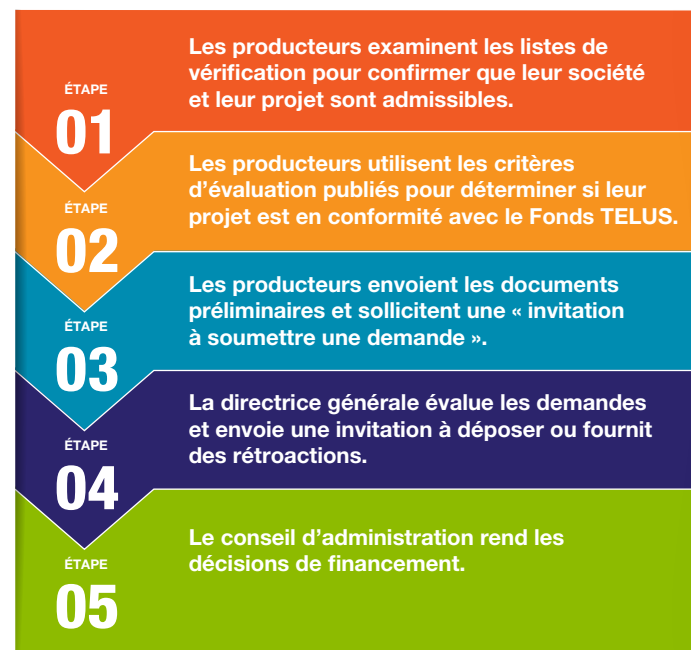 ÉTAPE
01
Les producteurs examinent les listes de
vérification pour confirmer que leur société
et leur projet sont admissibles.
ÉTAPE
02
Les producteurs utilisent les critères
d’évaluation publiés pour déterminer si leur
projet est en conformité avec le Fonds TELUS.
ÉTAPE
03
Les producteurs envoient les documents
préliminaires et sollicitent une « invitation
à soumettre une demande ».
ÉTAPE
04
La directrice générale évalue les demandes
et envoie une invitation à déposer ou fournit
des rétroactions.
ÉTAPE
05
Le conseil d’administration rend les
décisions de financement.